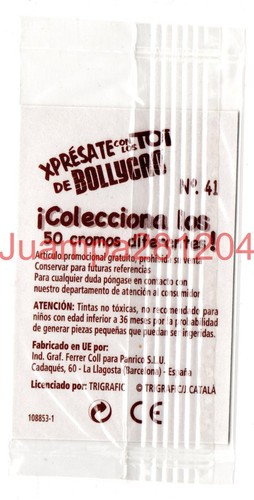 XPRÉSATE CON LOS TOI
DE BOLLYCAO
Nº. 41
¡Colecciona los
50 cromos diferentes!
Artículo promocional gratuito, prohibida su venta
Conservar para futuras referencias
Para cualquier duda póngase en contacto con
nuestro departamento de atención al consumidor
ATENCIÓN: Tintas no tóxicas, no recomendado para
niños con edad inferior a 36 meses por la probabilidad
de generar piezas pequeñas que puedan ser ingeridas.
Fabricado en UE por:
Ind. Graf. Ferrer Coll para Panrico S.L.U.
Cadaqués, 60 - La Llagosta (Barcelona) - España
Licenciado por: TRIGRAFIC © TRIGRAFIC/J. CATALÀ
108853-1
CE